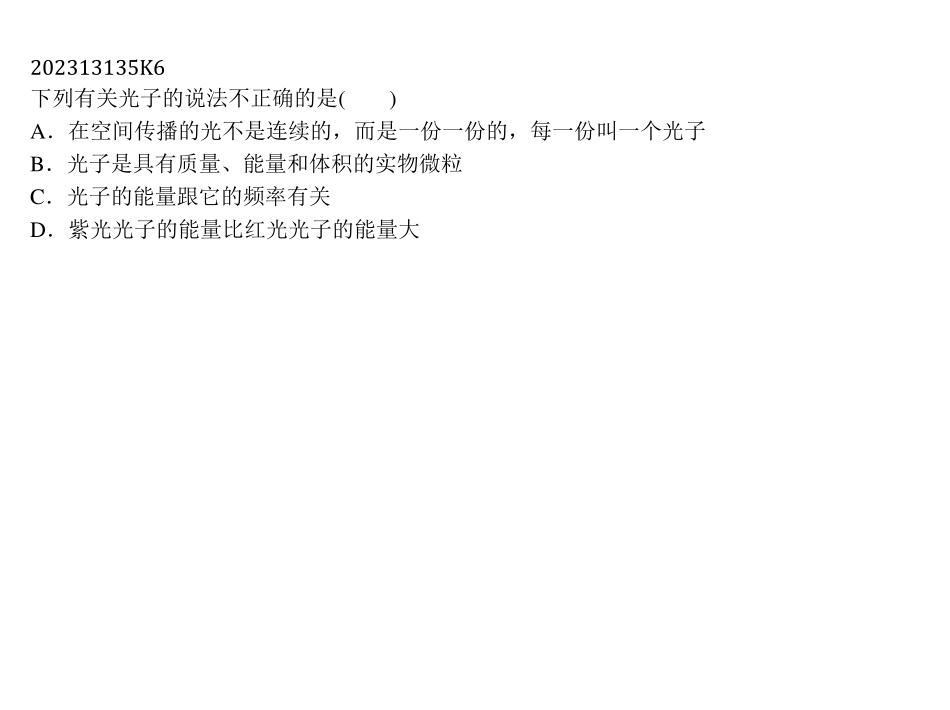 202313135K6
下列有关光子的说法不正确的是(　　)
A．在空间传播的光不是连续的，而是一份一份的，每一份叫一个光子
B．光子是具有质量、能量和体积的实物微粒
C．光子的能量跟它的频率有关
D．紫光光子的能量比红光光子的能量大